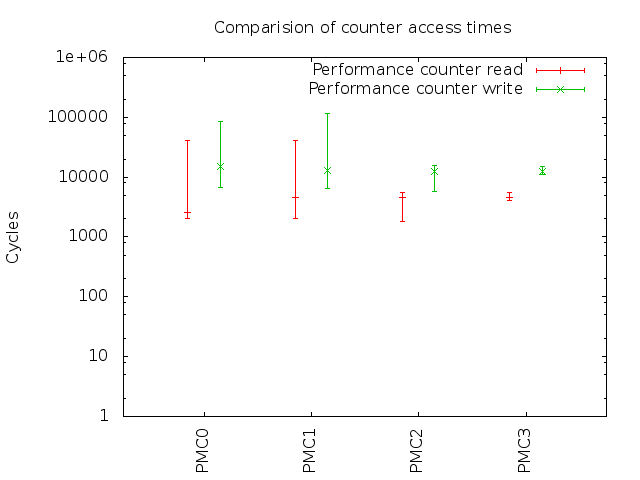 Comparision of counter access times
1e+06
100000
10000
1000
100
10
1
Cycles
Performance counter read
Performance counter write
PMC0
PMC1
PMC2
PMC3